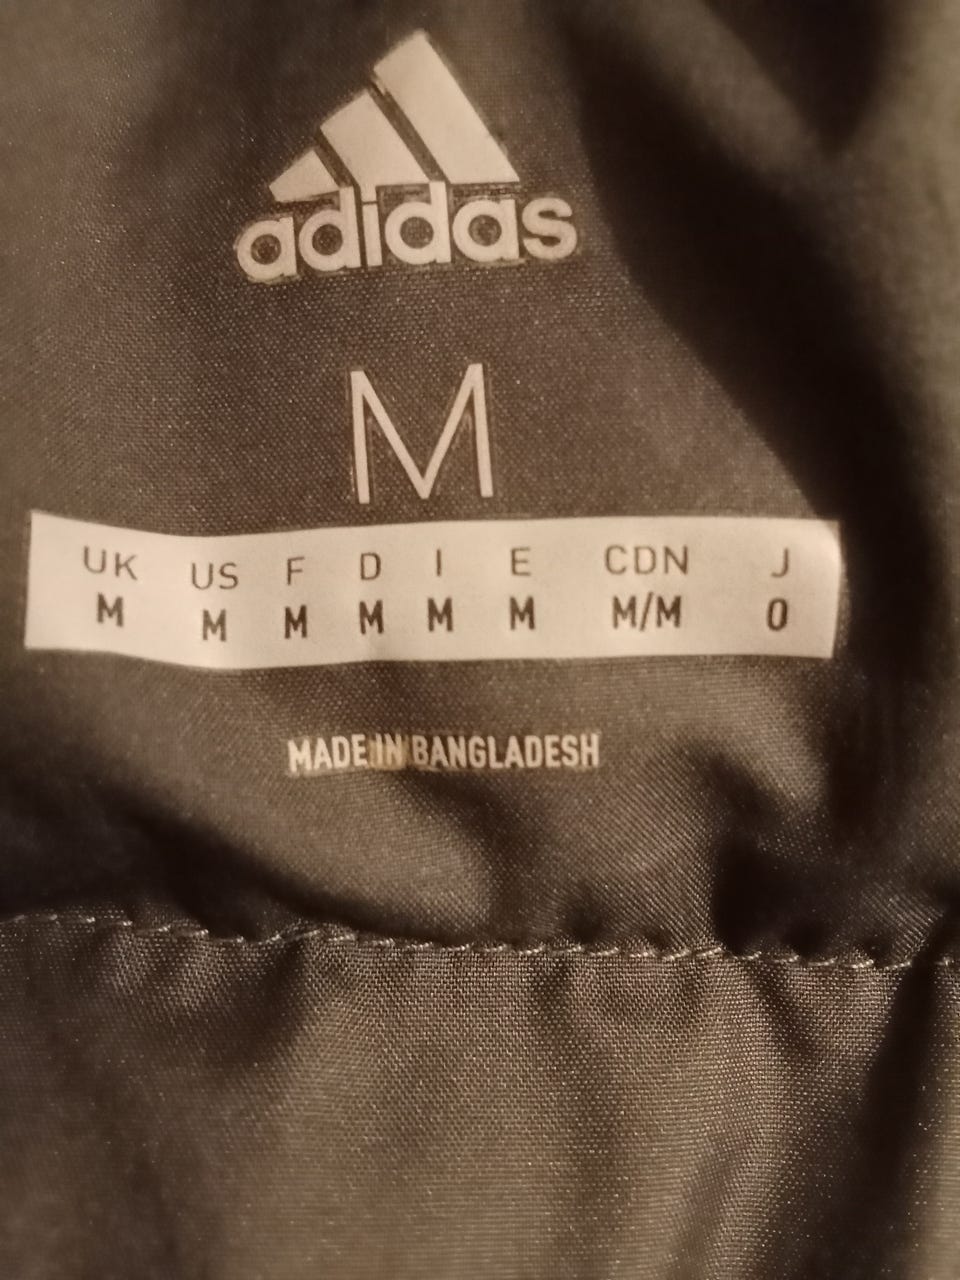 adidas
M
UK US F D I E CDN J
M M M M M M M/M O
MADE IN BANGLADESH